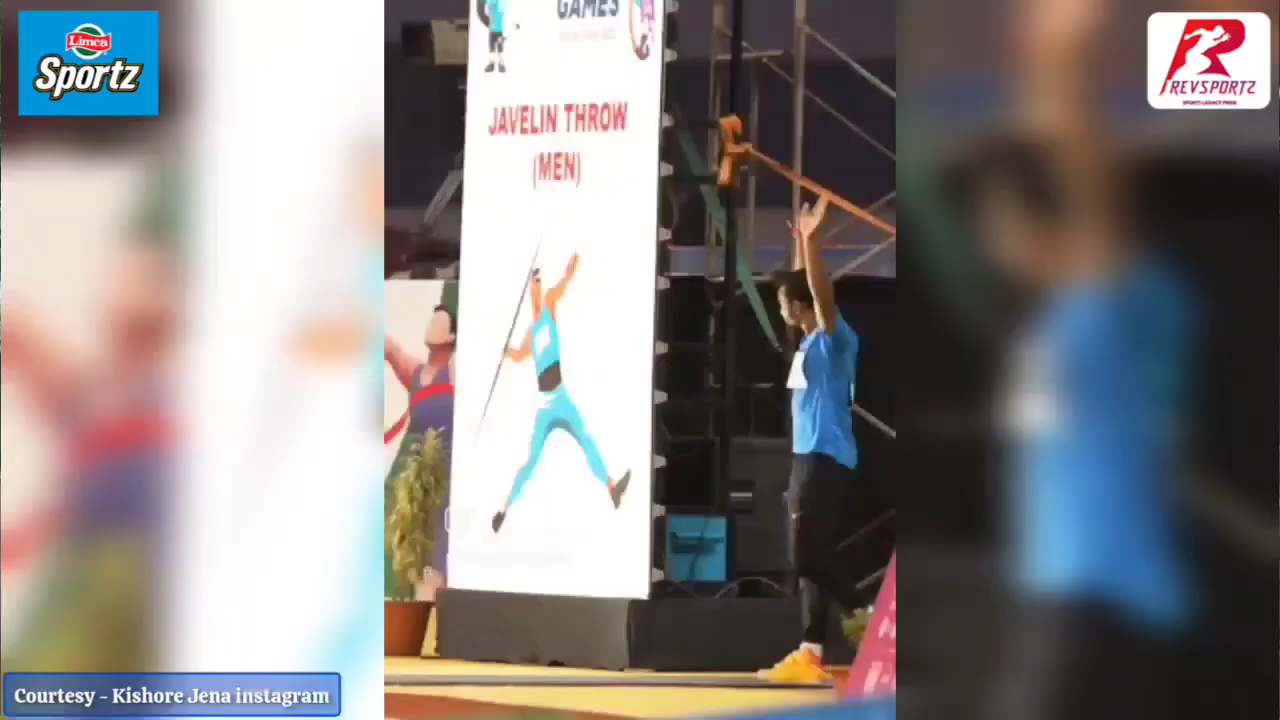 Limca
Sportz
GAMES
JAVELIN THROW
(MEN)
REVSPORTZ
Courtesy - Kishore Jena instagram